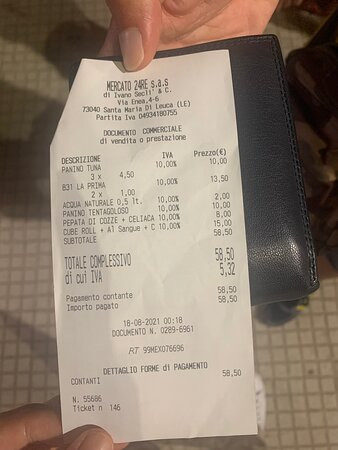 MERCATO 24RE s.a.s
di Ivano Secli' & C.
Via Enea,4-6
73040 Santa Maria Di Leuca (LE)
Partita Iva 04934180755
DOCUMENTO COMMERCIALE
di vendita o prestazione
DESCRIZIONE IVA Prezzo(€)
PANINO TUNA 10,00% 10,00
3 x 4,50
B31 LA PRIMA 10,00% 13,50
2 x 1,00
ACQUA NATURALE 0,5 lt. 10,00% 2,00
PANINO TENTAGOLOSO 10,00% 10,00
PEPATA DI COZZE + CELIACA 10,00% 8,00
CUBE ROLL + Al Sangue + C 10,00% 15,00
SUBTOTALE 58,50
TOTALE COMPLESSIVO 58,50
di cui IVA 5,32
Pagamento contante 58,50
Importo pagato 58,50
18-08-2021 00:18
DOCUMENTO N. 0289-6961
RT 99MEX076696
DETTAGLIO FORME di PAGAMENTO
CONTANTI 58,50
N. 55686
Ticket n 146